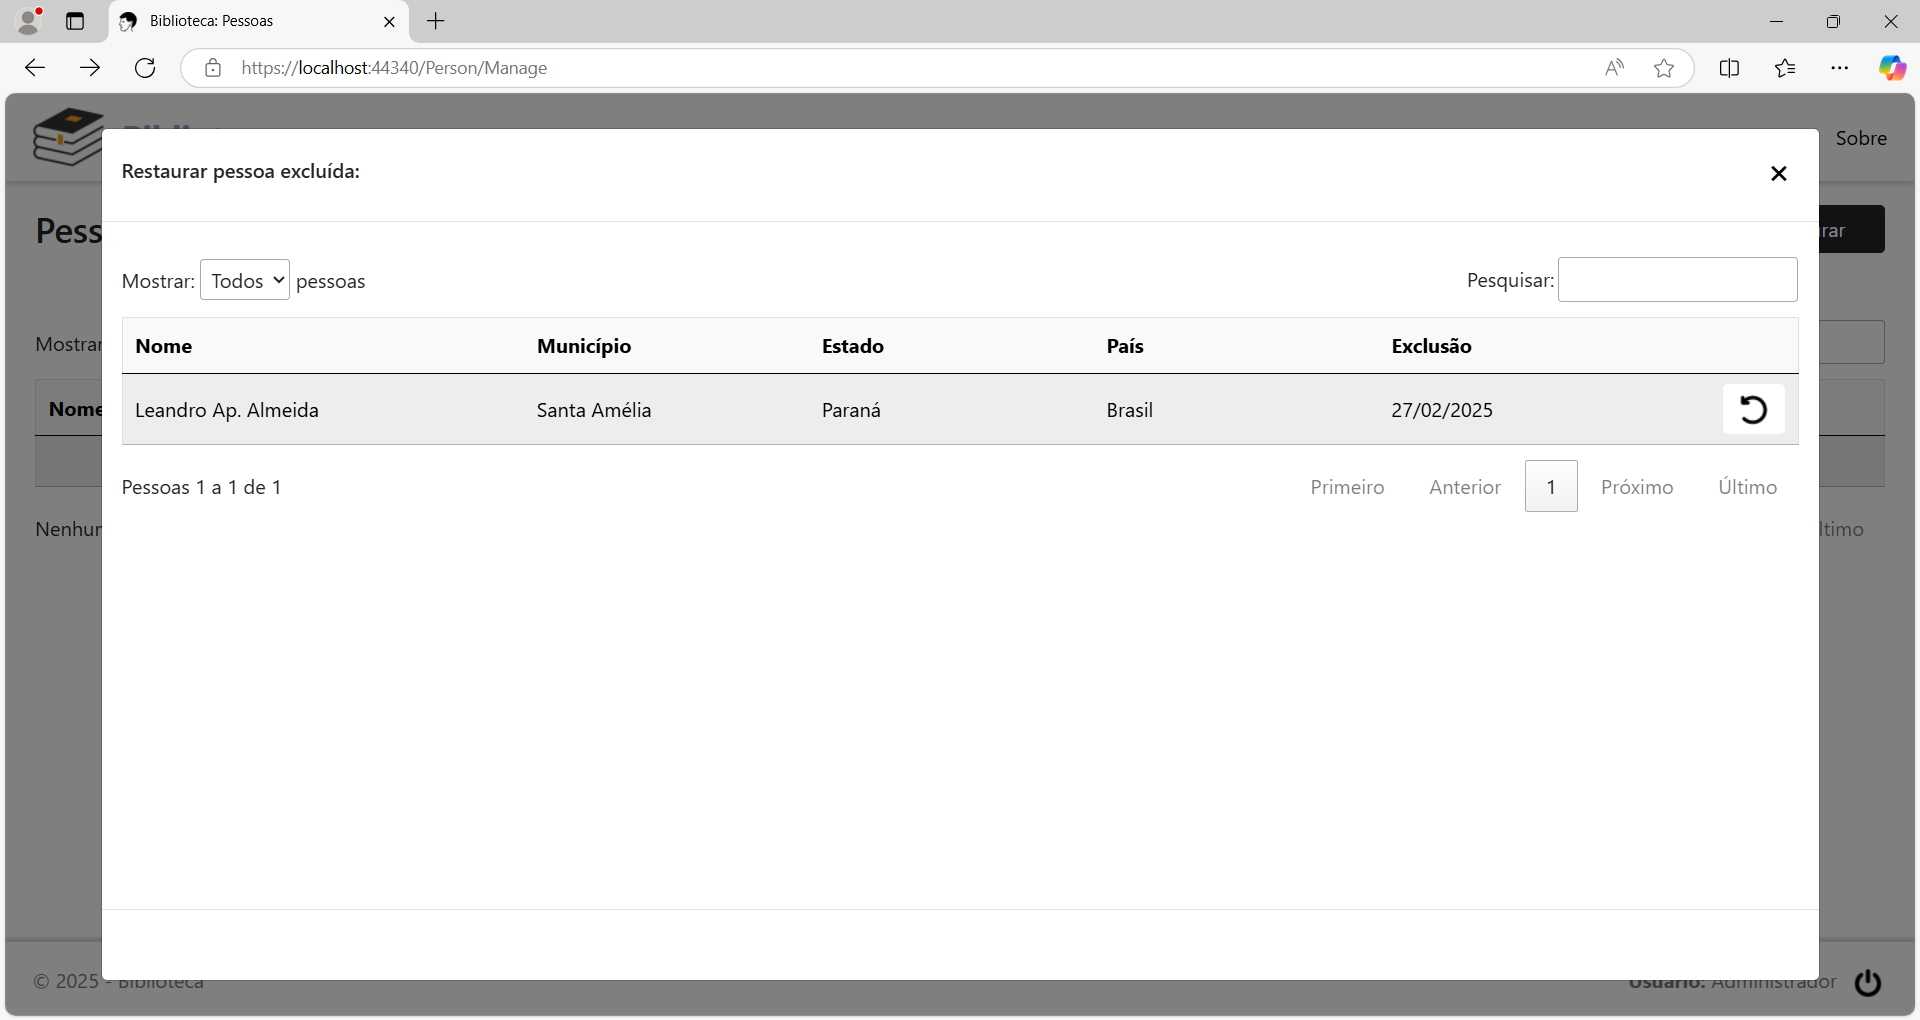 Biblioteca: Pessoas
https://localhost:44340/Person/Manage
Sobre
Restaurar pessoa excluída:
Pess
rar
Mostrar: Todos pessoas
Pesquisar:
Mostrar
Nome Município Estado País Exclusão
Nome
Leandro Ap. Almeida Santa Amélia Paraná Brasil 27/02/2025
Pessoas 1 a 1 de 1
Primeiro Anterior 1 Próximo Último
Nenhum
ltimo
© 2025 - Biblioteca
Usuário: Administrador